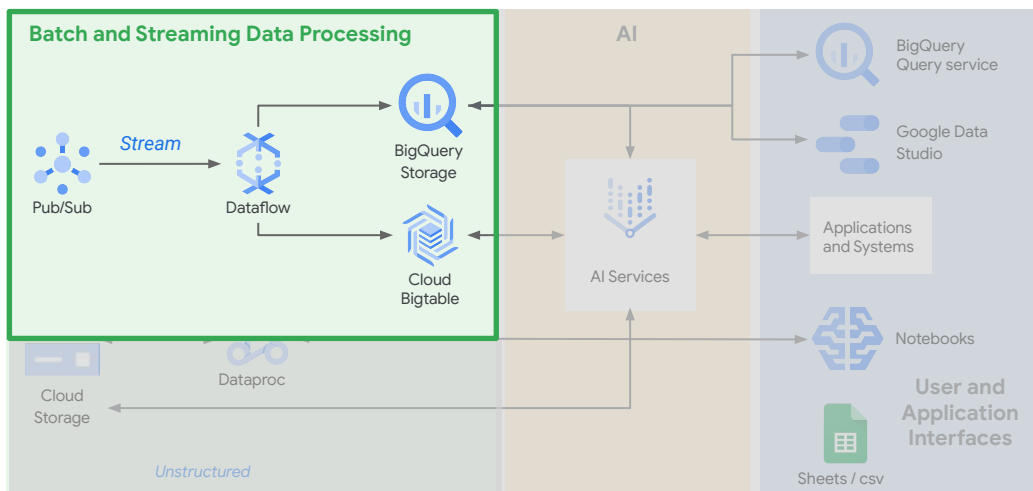 Batch and Streaming Data Processing
AI
BigQuery
Query service
Stream
BigQuery
Storage
Google Data
Studio
Pub/Sub
Dataflow
Applications
and Systems
Cloud
Bigtable
AI Services
Notebooks
Dataproc
Cloud
Storage
User and
Application
Interfaces
Unstructured
Sheets / csv